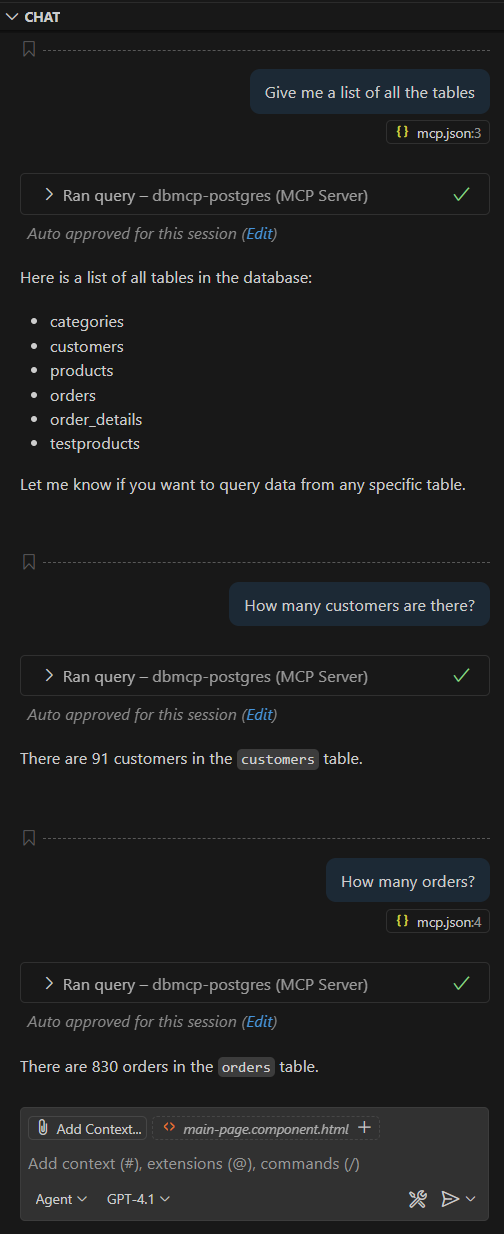 CHAT
Give me a list of all the tables
{} mcp.json:3
Ran query – dbmcp-postgres (MCP Server)
Auto approved for this session (Edit)
Here is a list of all tables in the database:
• categories
• customers
• products
• orders
• order_details
• testproducts
Let me know if you want to query data from any specific table.
How many customers are there?
Ran query – dbmcp-postgres (MCP Server)
Auto approved for this session (Edit)
There are 91 customers in the customers table.
How many orders?
{} mcp.json:4
Ran query – dbmcp-postgres (MCP Server)
Auto approved for this session (Edit)
There are 830 orders in the orders table.
Add Context... <> main-page.component.html +
Add context (#), extensions (@), commands (/)
Agent GPT-4.1